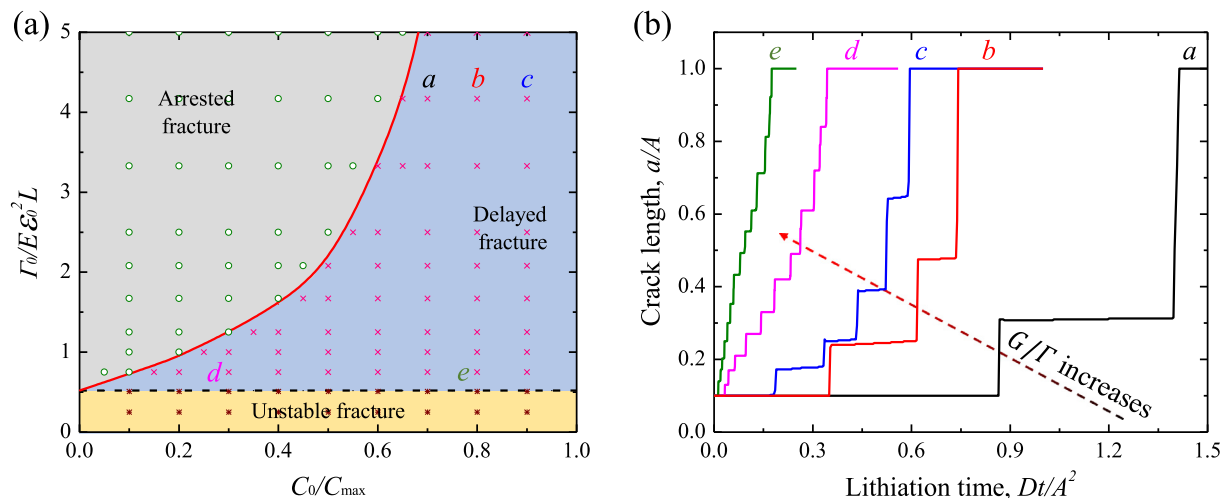 (a)
5
4
3
2
1
0
Γ₀/Eε₀²L
a b c
Arrested
fracture
Delayed
fracture
d e
Unstable fracture
0.0 0.2 0.4 0.6 0.8 1.0
C₀/Cmax
(b)
1.0
0.8
0.6
0.4
0.2
0.0
Crack length, a/A
e d c b a
G/Γ increases
0.0 0.3 0.6 0.9 1.2 1.5
Lithiation time, Dt/A²